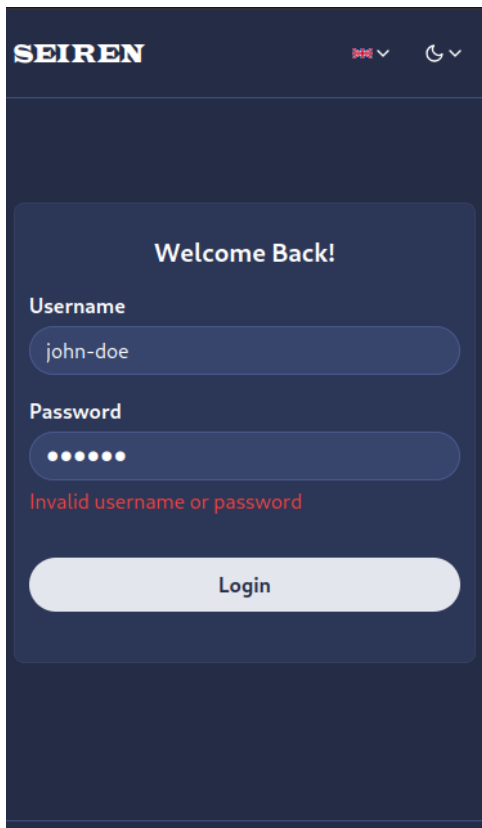 SEIREN
Welcome Back!
Username
john-doe
Password
••••••
Invalid username or password
Login